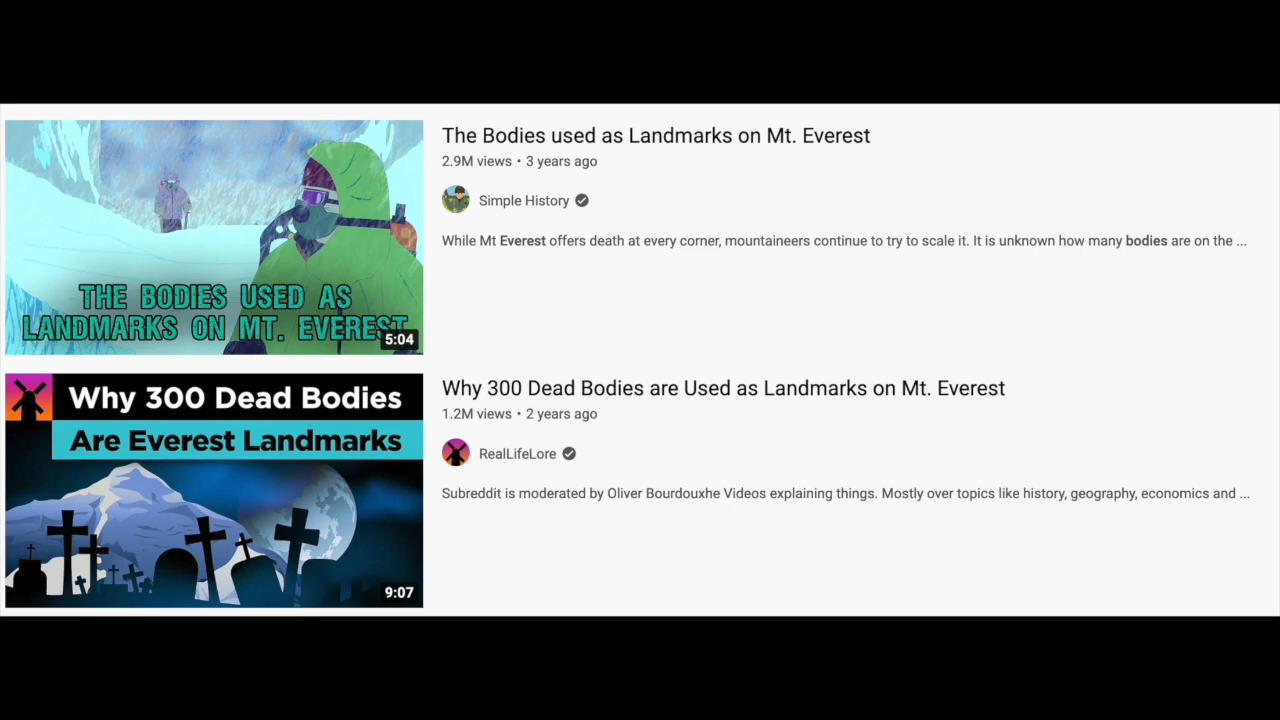 THE BODIES USED AS
LANDMARKS ON MT. EVEREST
5:04
The Bodies used as Landmarks on Mt. Everest
2.9M views • 3 years ago
Simple History
While Mt Everest offers death at every corner, mountaineers continue to try to scale it. It is unknown how many bodies are on the ...
Why 300 Dead Bodies
Are Everest Landmarks
9:07
Why 300 Dead Bodies are Used as Landmarks on Mt. Everest
1.2M views • 2 years ago
RealLifeLore
Subreddit is moderated by Oliver Bourdouxhe Videos explaining things. Mostly over topics like history, geography, economics and ...